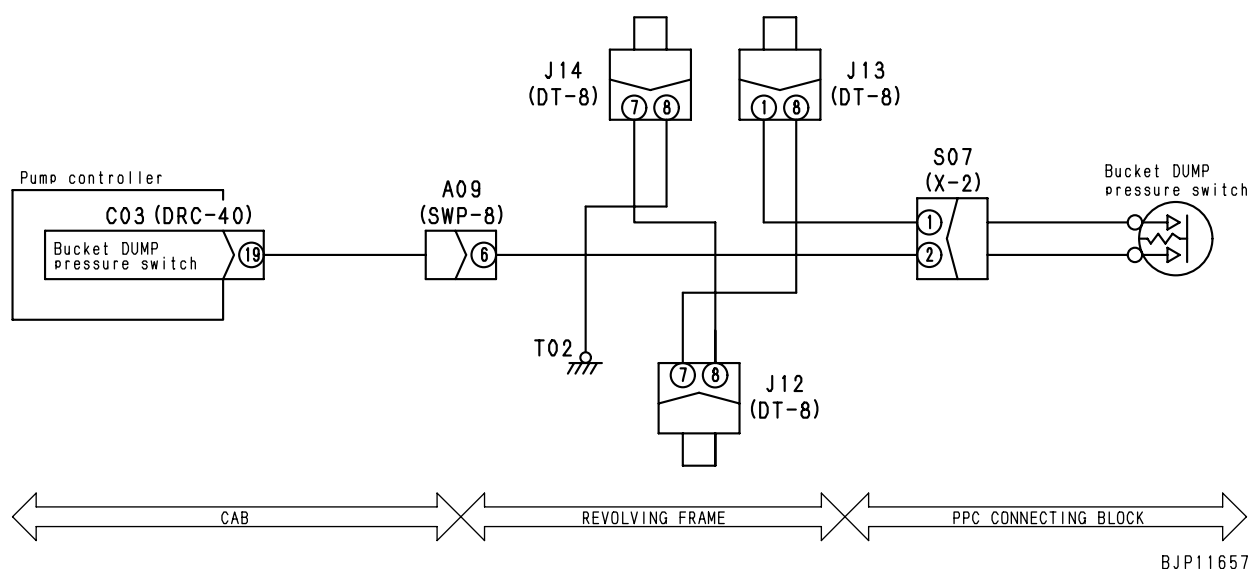 J14
(DT-8)
7 8
J13
(DT-8)
1 8
Pump controller
C03 (DRC-40)
Bucket DUMP
pressure switch
19
A09
(SWP-8)
6
S07
(X-2)
1
2
Bucket DUMP
pressure switch
T02
7 8
J12
(DT-8)
CAB
REVOLVING FRAME
PPC CONNECTING BLOCK
BJP11657